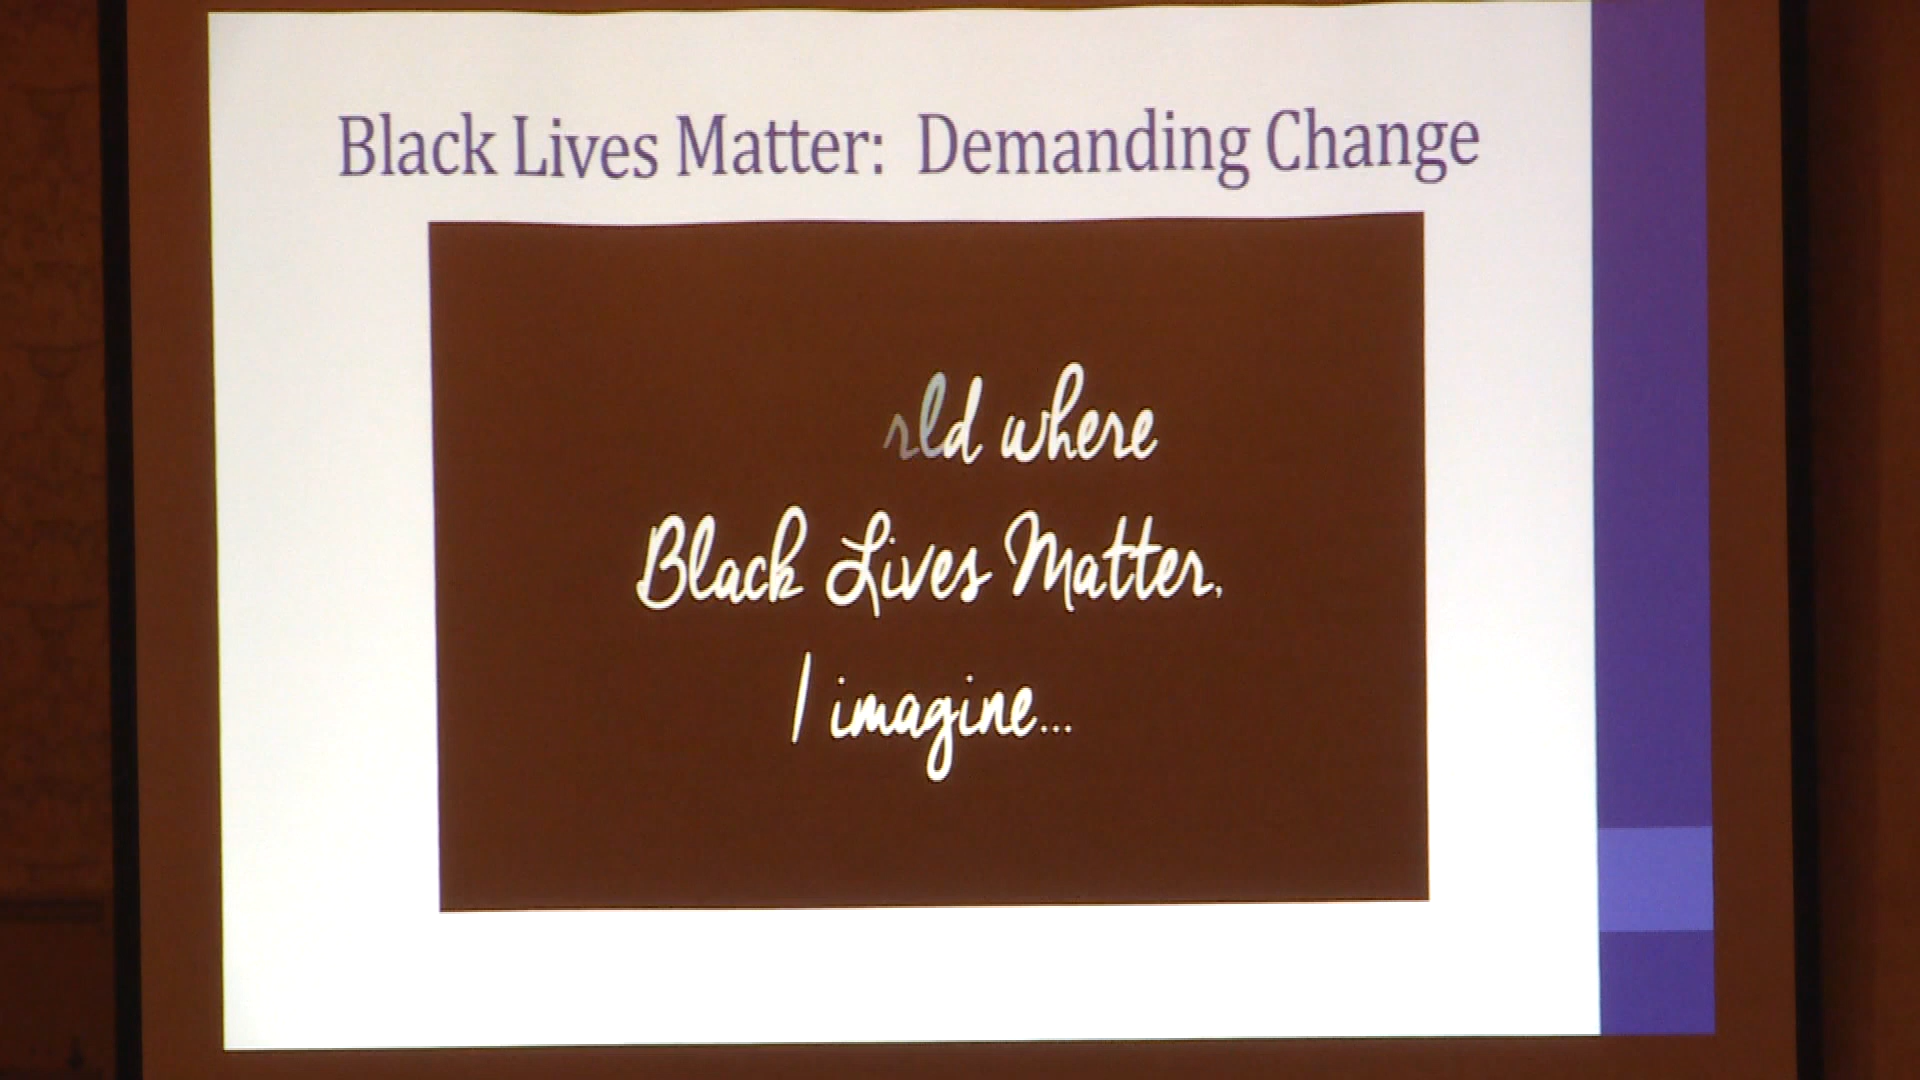 Black Lives Matter: Demanding Change
rld where
Black Lives Matter,
I imagine...